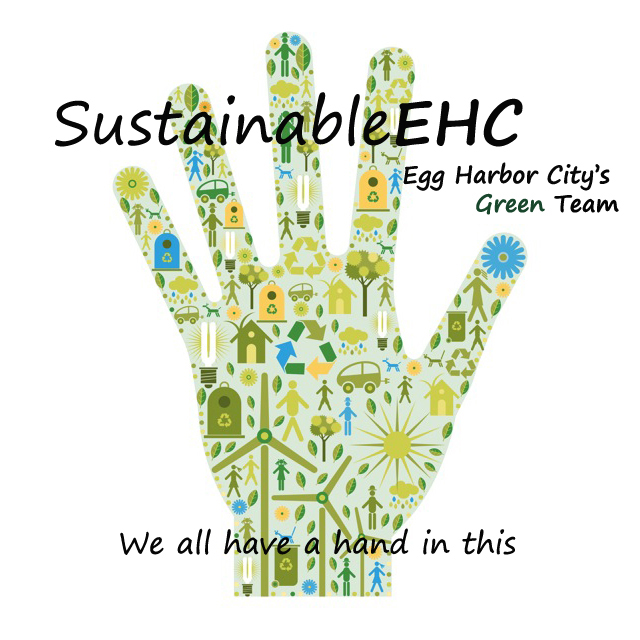 SustainableEHC
Egg Harbor City's
Green Team
We all have a hand in this